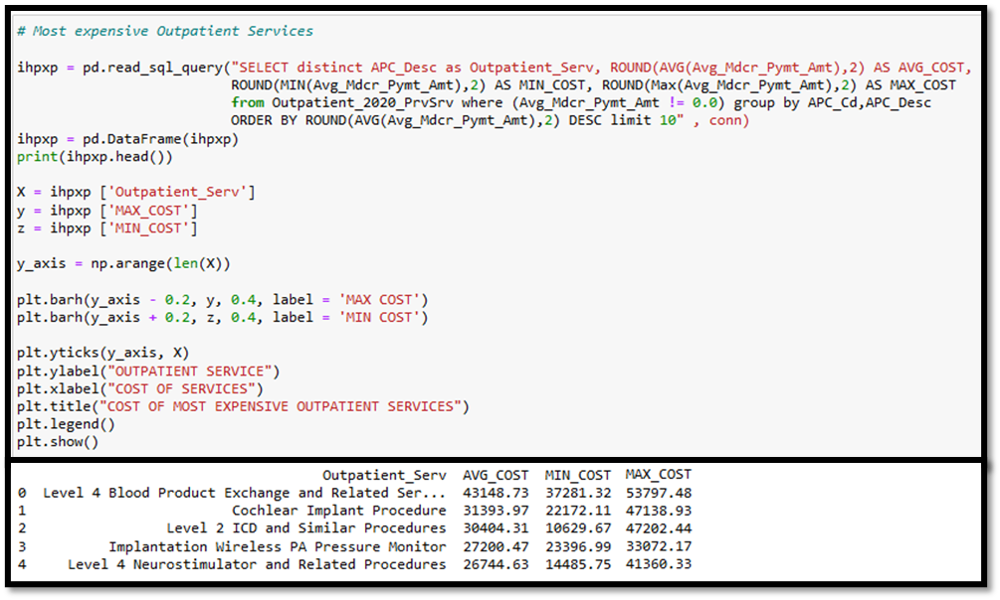 # Most expensive Outpatient Services
ihpxp = pd.read_sql_query("SELECT distinct APC_Desc as Outpatient_Serv, ROUND(AVG(Avg_Mdcr_Pymt_Amt),2) AS AVG_COST,
ROUND(MIN(Avg_Mdcr_Pymt_Amt),2) AS MIN_COST, ROUND(Max(Avg_Mdcr_Pymt_Amt),2) AS MAX_COST
from Outpatient_2020_PrvSrv where (Avg_Mdcr_Pymt_Amt != 0.0) group by APC_Cd,APC_Desc
ORDER BY ROUND(AVG(Avg_Mdcr_Pymt_Amt),2) DESC limit 10" , conn)
ihpxp = pd.DataFrame(ihpxp)
print(ihpxp.head())
X = ihpxp ['Outpatient_Serv']
y = ihpxp ['MAX_COST']
z = ihpxp ['MIN_COST']
y_axis = np.arange(len(X))
plt.barh(y_axis - 0.2, y, 0.4, label = 'MAX COST')
plt.barh(y_axis + 0.2, z, 0.4, label = 'MIN COST')
plt.yticks(y_axis, X)
plt.ylabel("OUTPATIENT SERVICE")
plt.xlabel("COST OF SERVICES")
plt.title("COST OF MOST EXPENSIVE OUTPATIENT SERVICES")
plt.legend()
plt.show()
Outpatient_Serv AVG_COST MIN_COST MAX_COST
0 Level 4 Blood Product Exchange and Related Ser... 43148.73 37281.32 53797.48
1 Cochlear Implant Procedure 31393.97 22172.11 47138.93
2 Level 2 ICD and Similar Procedures 30404.31 10629.67 47202.44
3 Implantation Wireless PA Pressure Monitor 27200.47 23396.99 33072.17
4 Level 4 Neurostimulator and Related Procedures 26744.63 14485.75 41360.33